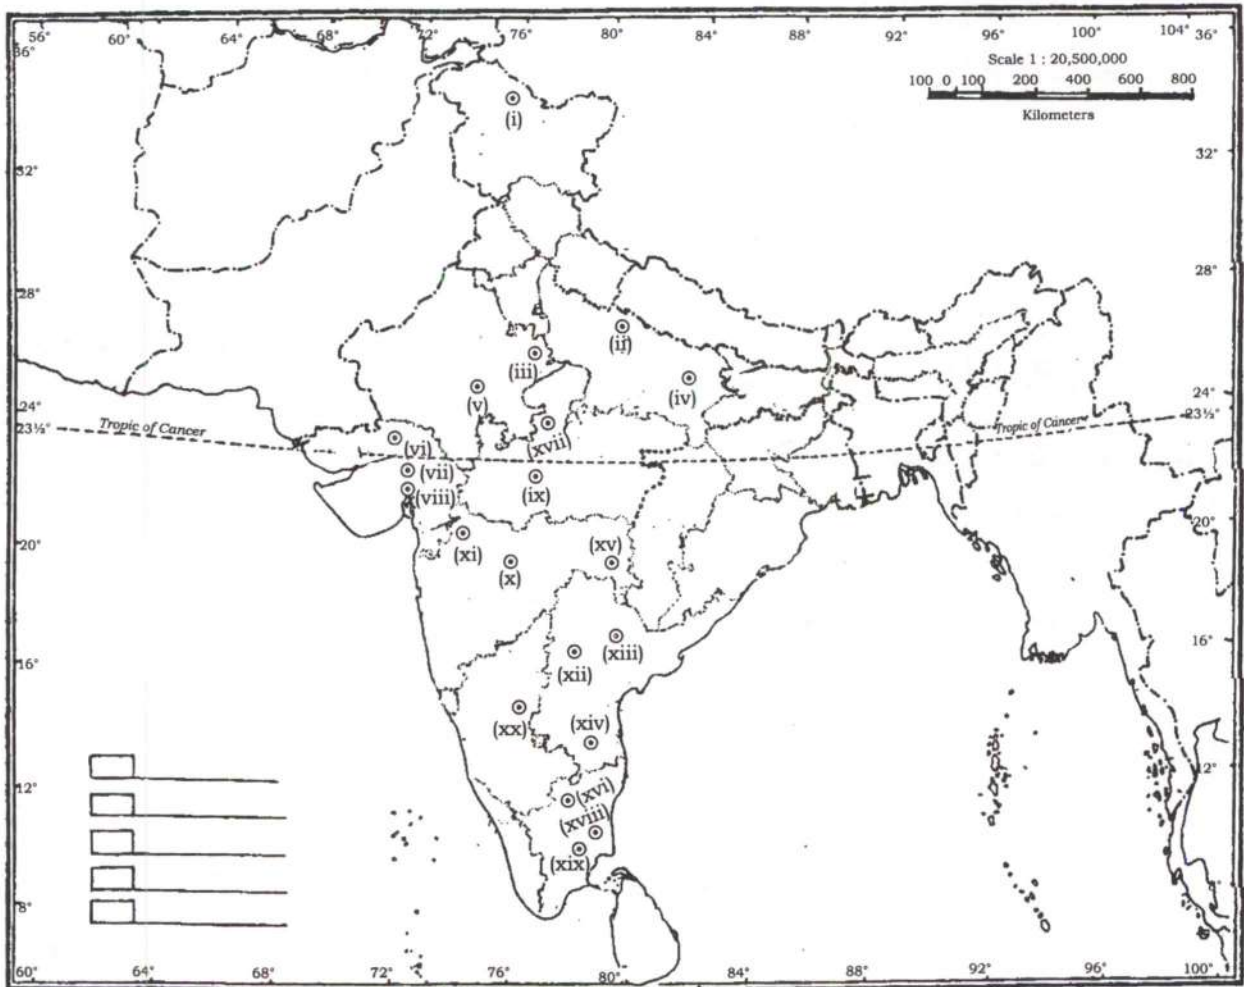 56° 60° 64° 68° 72° 76° 80° 84° 88° 92° 96° 100° 104°
36° 36°
Scale 1 : 20,500,000
100 0 100 200 400 600 800
Kilometers
(i)
32° 32°
28° 28°
(ii)
(iii)
(iv)
(v)
24° 24°
23½° Tropic of Cancer Tropic of Cancer 23½°
(xvii)
(vi)
(vii)
(viii)
(ix)
20° 20°
(xi)
(x)
(xv)
16° 16°
(xiii)
(xii)
(xx)
(xiv)
12° 12°
(xvi)
(xviii)
(xix)
8°
60° 64° 68° 72° 76° 80° 84° 88° 92° 96° 100°